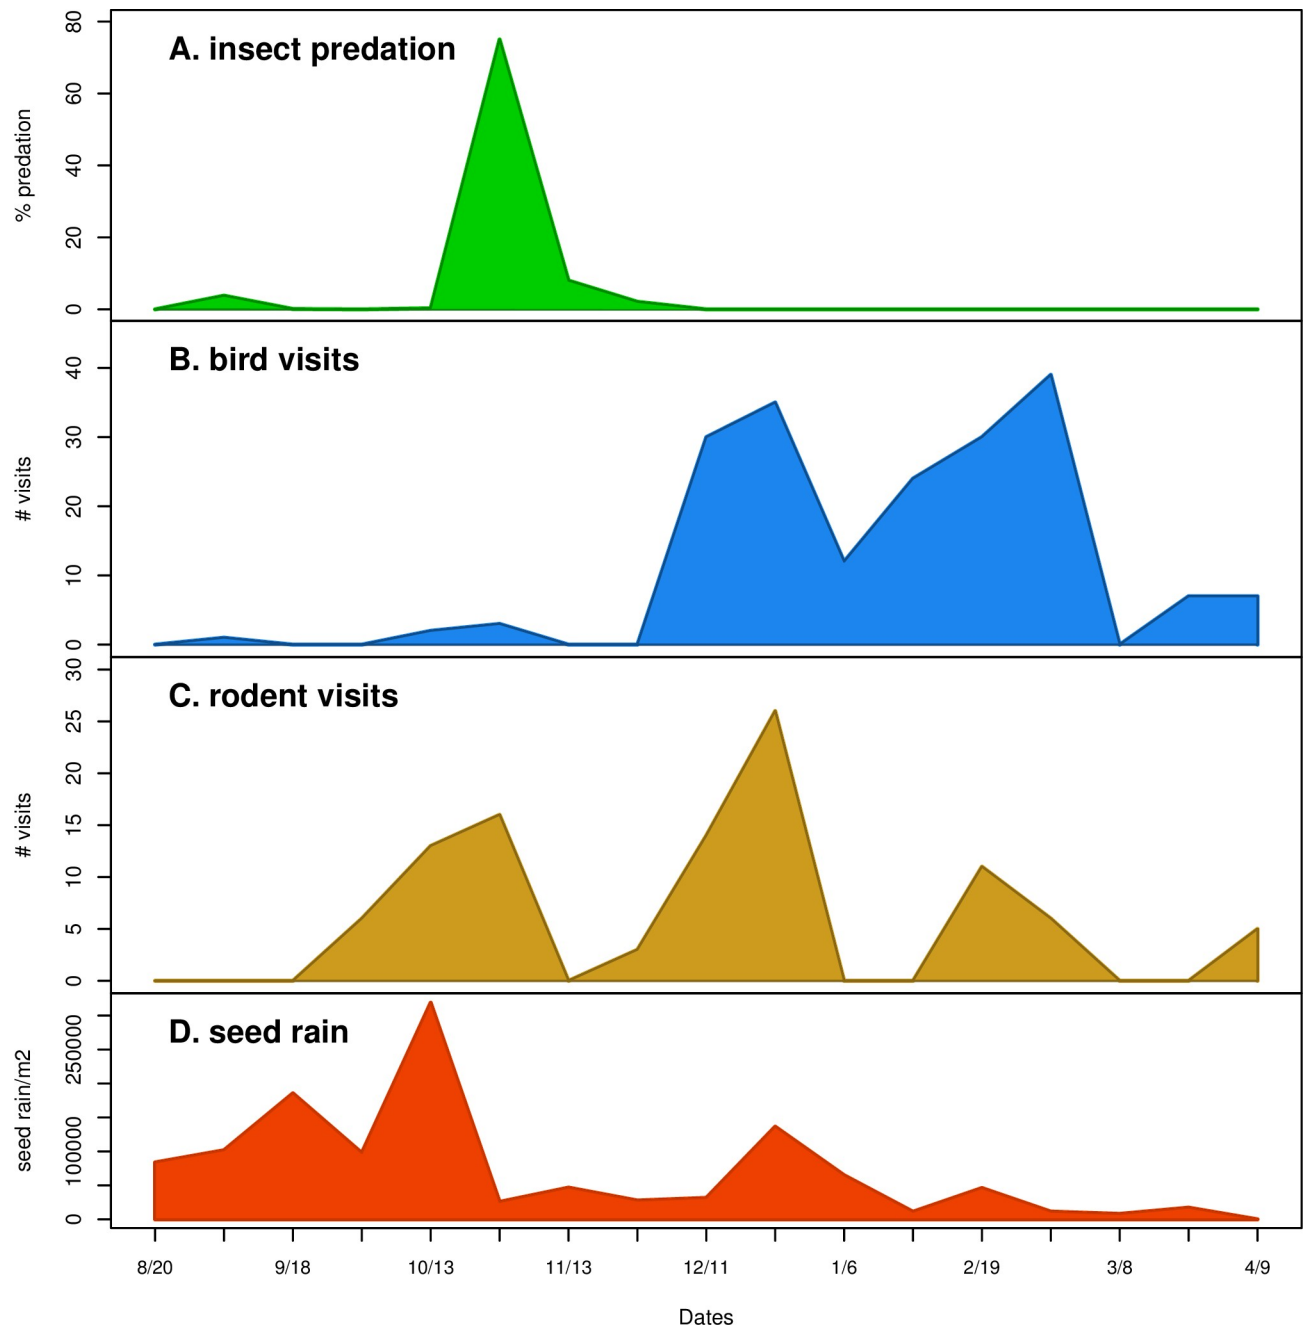 A. insect predation
% predation
80
60
40
20
0
B. bird visits
# visits
40
30
20
10
0
C. rodent visits
# visits
30
25
20
15
10
5
0
D. seed rain
seed rain/m2
250000
100000
0
8/20 9/18 10/13 11/13 12/11 1/6 2/19 3/8 4/9
Dates